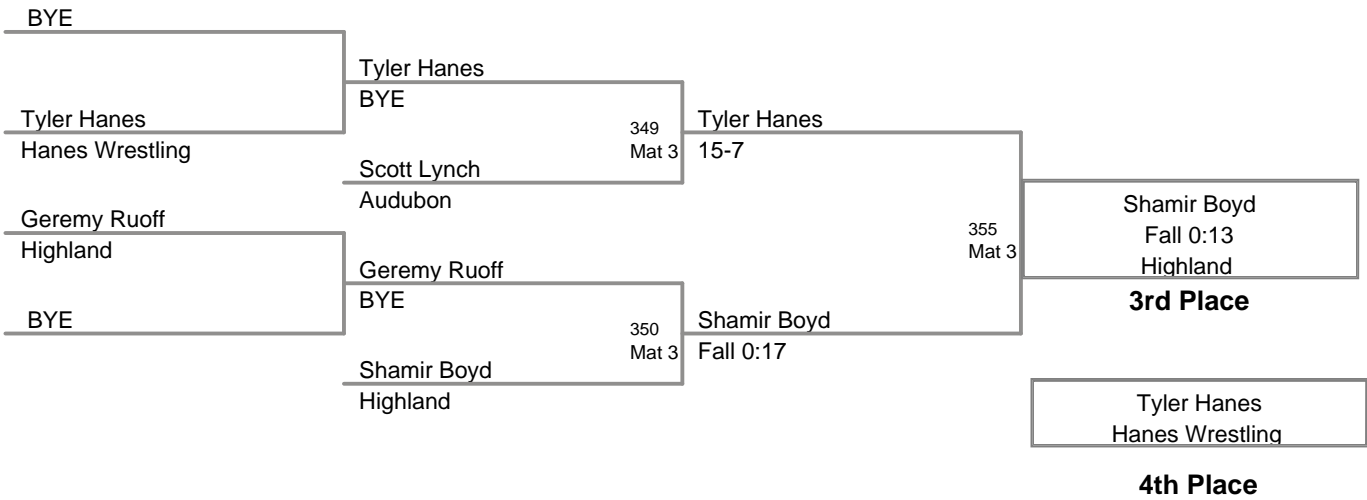 BYE
Tyler Hanes
BYE
Tyler Hanes
Hanes Wrestling
349
Mat 3
Tyler Hanes
15-7
Scott Lynch
Audubon
Geremy Ruoff
Highland
Shamir Boyd
Fall 0:13
Highland
3rd Place
355
Mat 3
Geremy Ruoff
BYE
BYE
350
Mat 3
Shamir Boyd
Fall 0:17
Shamir Boyd
Highland
Tyler Hanes
Hanes Wrestling
4th Place